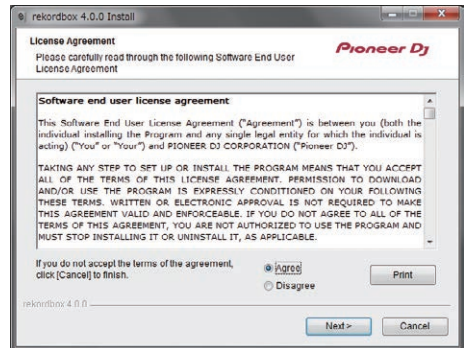 rekordbox 4.0.0 Install
License Agreement
Please carefully read through the following Software End User
License Agreement
Pioneer Dj
Software end user license agreement
This Software End User License Agreement ("Agreement") is between you (both the
individual installing the Program and any single legal entity for which the individual is
acting) ("You" or "Your") and PIONEER DJ CORPORATION ("Pioneer DJ").
TAKING ANY STEP TO SET UP OR INSTALL THE PROGRAM MEANS THAT YOU ACCEPT
ALL OF THE TERMS OF THIS LICENSE AGREEMENT. PERMISSION TO DOWNLOAD
AND/OR USE THE PROGRAM IS EXPRESSLY CONDITIONED ON YOUR FOLLOWING
THESE TERMS. WRITTEN OR ELECTRONIC APPROVAL IS NOT REQUIRED TO MAKE
THIS AGREEMENT VALID AND ENFORCEABLE. IF YOU DO NOT AGREE TO ALL OF THE
TERMS OF THIS AGREEMENT, YOU ARE NOT AUTHORIZED TO USE THE PROGRAM AND
MUST STOP INSTALLING IT OR UNINSTALL IT, AS APPLICABLE.
If you do not accept the terms of the agreement,
click [Cancel] to finish.
Agree
Disagree
Print
rekordbox 4.0.0
Next >
Cancel